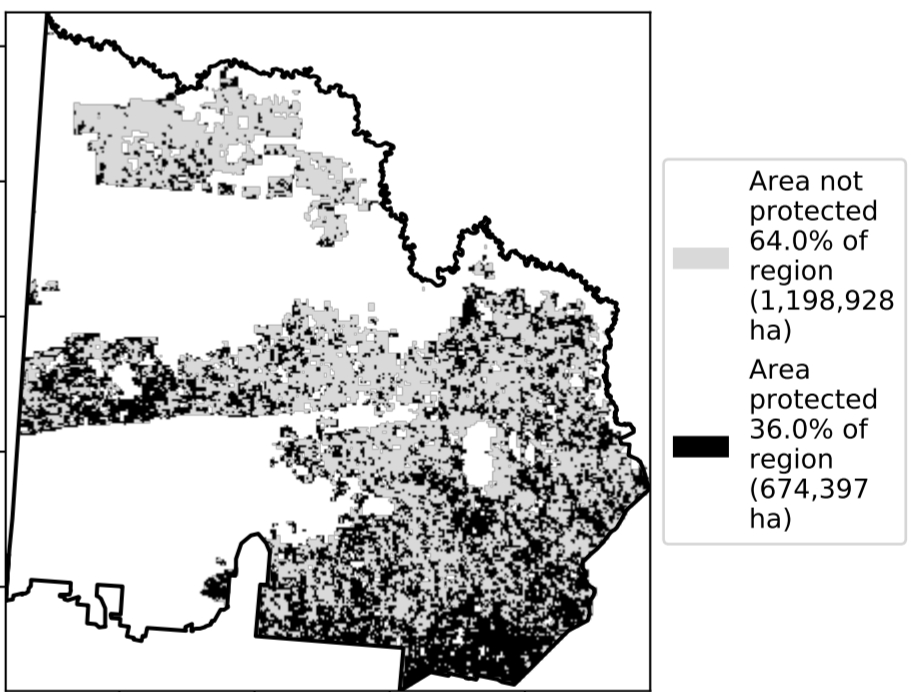 Area not
protected
64.0% of
region
(1,198,928
ha)
Area
protected
36.0% of
region
(674,397
ha)